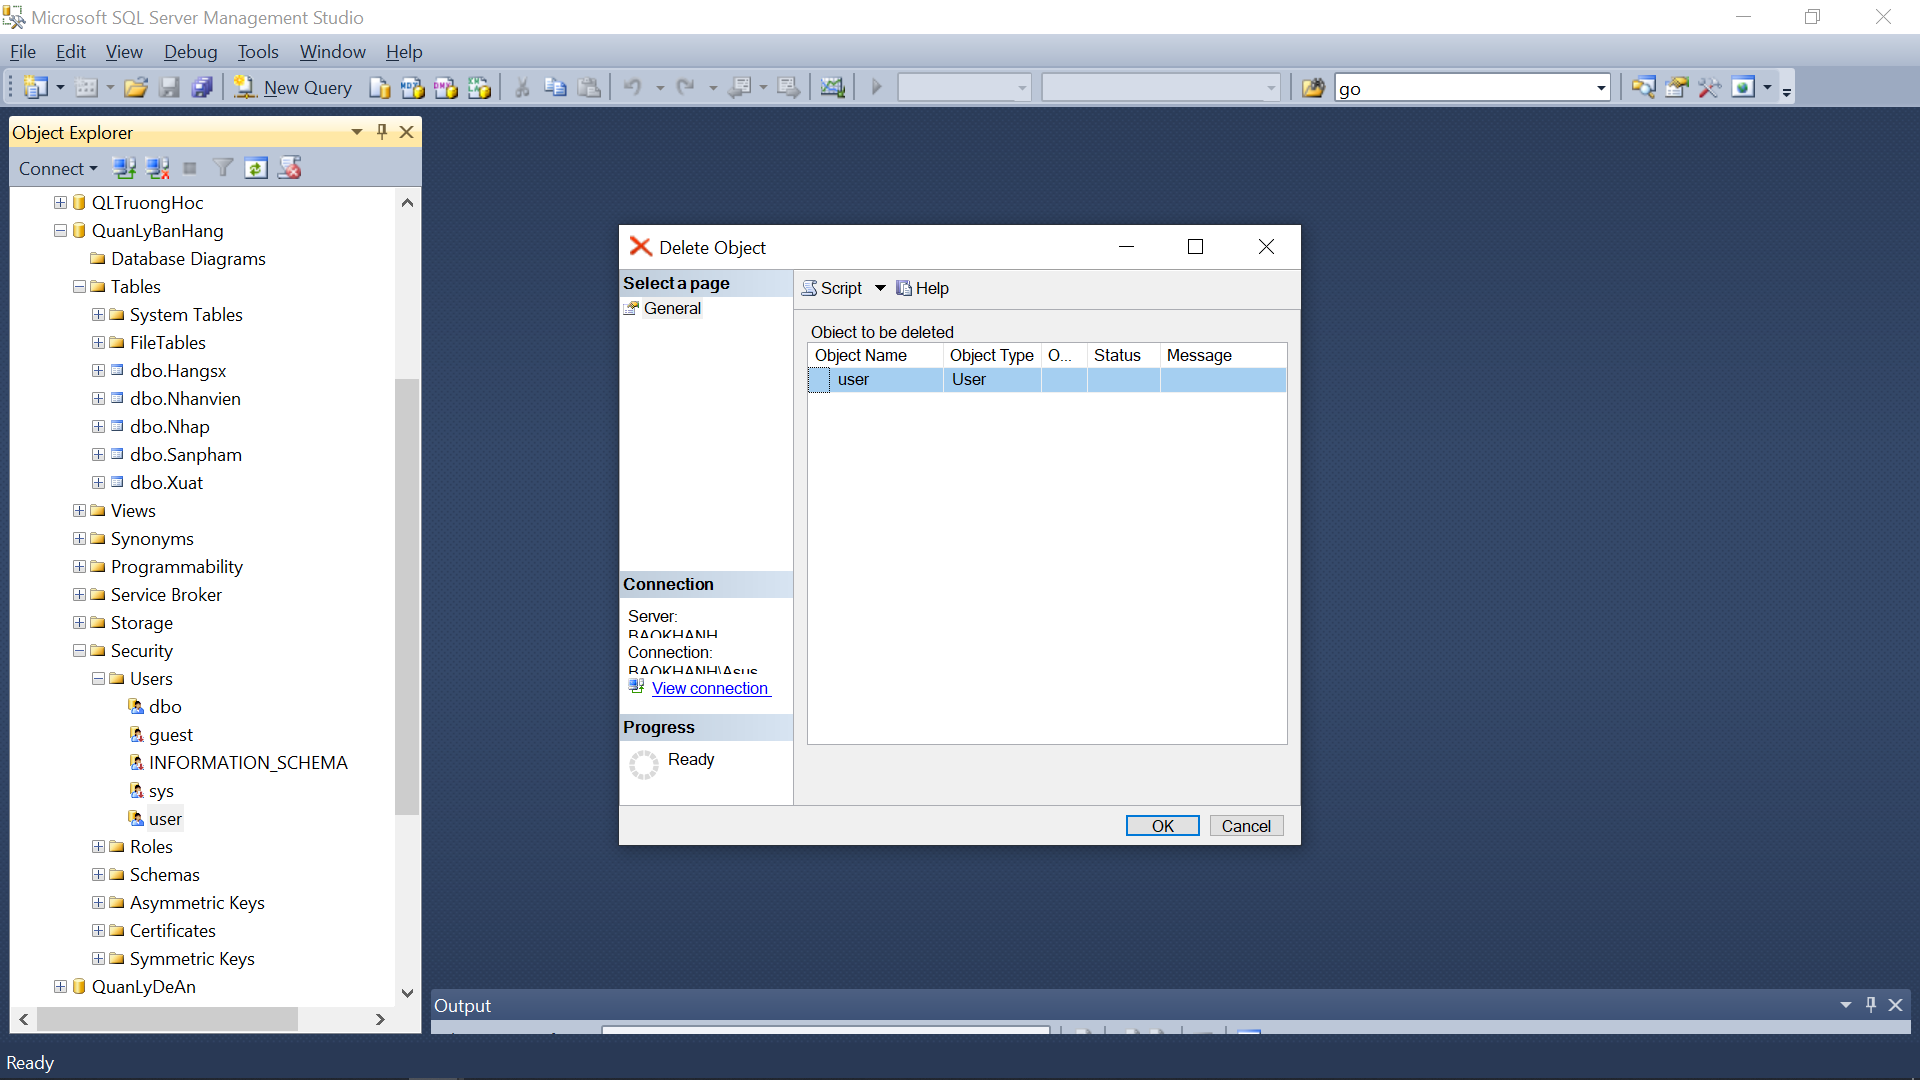 Microsoft SQL Server Management Studio
File Edit View Debug Tools Window Help
New Query
go
Object Explorer
Connect
QLTruongHoc
QuanLyBanHang
Database Diagrams
Tables
System Tables
FileTables
dbo.Hangsx
dbo.Nhanvien
dbo.Nhap
dbo.Sanpham
dbo.Xuat
Views
Synonyms
Programmability
Service Broker
Storage
Security
Users
dbo
guest
INFORMATION_SCHEMA
sys
user
Roles
Schemas
Asymmetric Keys
Certificates
Symmetric Keys
QuanLyDeAn
Delete Object
Select a page
General
Script Help
Object to be deleted
Object Name Object Type O... Status Message
user User
Connection
Server:
BAOKHANH
Connection:
BAOKHANH\Asus
View connection
Progress
Ready
OK Cancel
Output
Ready